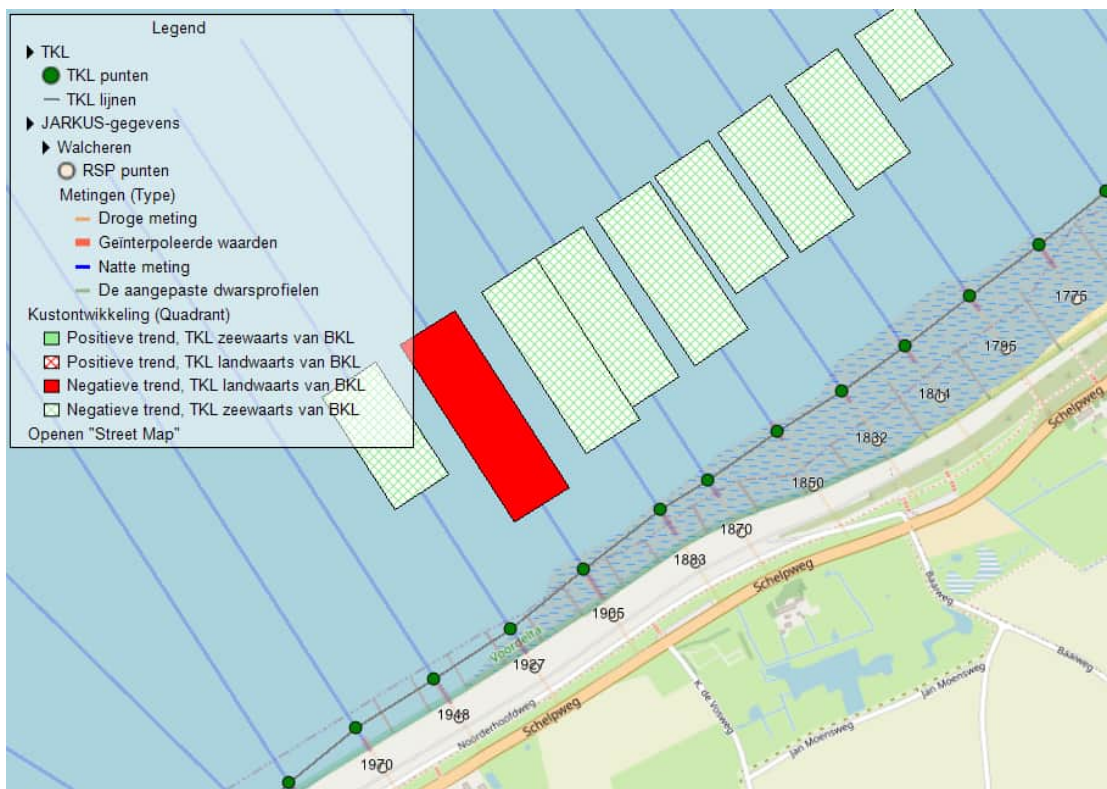 Legend
TKL
TKL punten
TKL lijnen
JARKUS-gegevens
Walcheren
RSP punten
Metingen (Type)
Droge meting
Geïnterpoleerde waarden
Natte meting
De aangepaste dwarsprofielen
Kustontwikkeling (Quadrant)
Positieve trend, TKL zeewaarts van BKL
Positieve trend, TKL landwaarts van BKL
Negatieve trend, TKL landwaarts van BKL
Negatieve trend, TKL zeewaarts van BKL
Openen "Street Map"
1775
1795
1814
1832
1850
1870
1883
1905
1927
1948
1970
Schelpweg
Schelpweg
Schelpweg
Voordelta
Noorderhoofdweg
K. de Vosweg
Baarweg
Baarweg
Jan Moensweg
Jan Moensweg